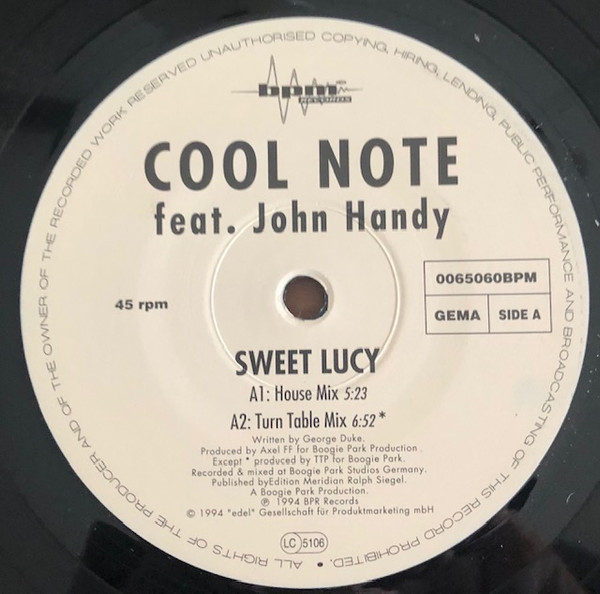 ALL RIGHTS OF THE PRODUCER AND OF THE OWNER OF THE RECORDED WORK RESERVED UNAUTHORISED COPYING, HIRING, LENDING, PUBLIC PERFORMANCE AND BROADCASTING OF THIS RECORD PROHIBITED. •
bpm
RECORDS
COOL NOTE
feat. John Handy
0065060BPM
45 rpm
GEMA SIDE A
SWEET LUCY
A1: House Mix 5:23
A2: Turn Table Mix 6:52 *
Written by George Duke.
Produced by Axel FF for Boogie Park Production.
Except * produced by TTP for Boogie Park.
Recorded & mixed at Boogie Park Studios Germany.
Published byEdition Meridian Ralph Siegel.
A Boogie Park Production.
℗ 1994 BPR Records
© 1994 "edel" Gesellschaft für Produktmarketing mbH
LC 5106